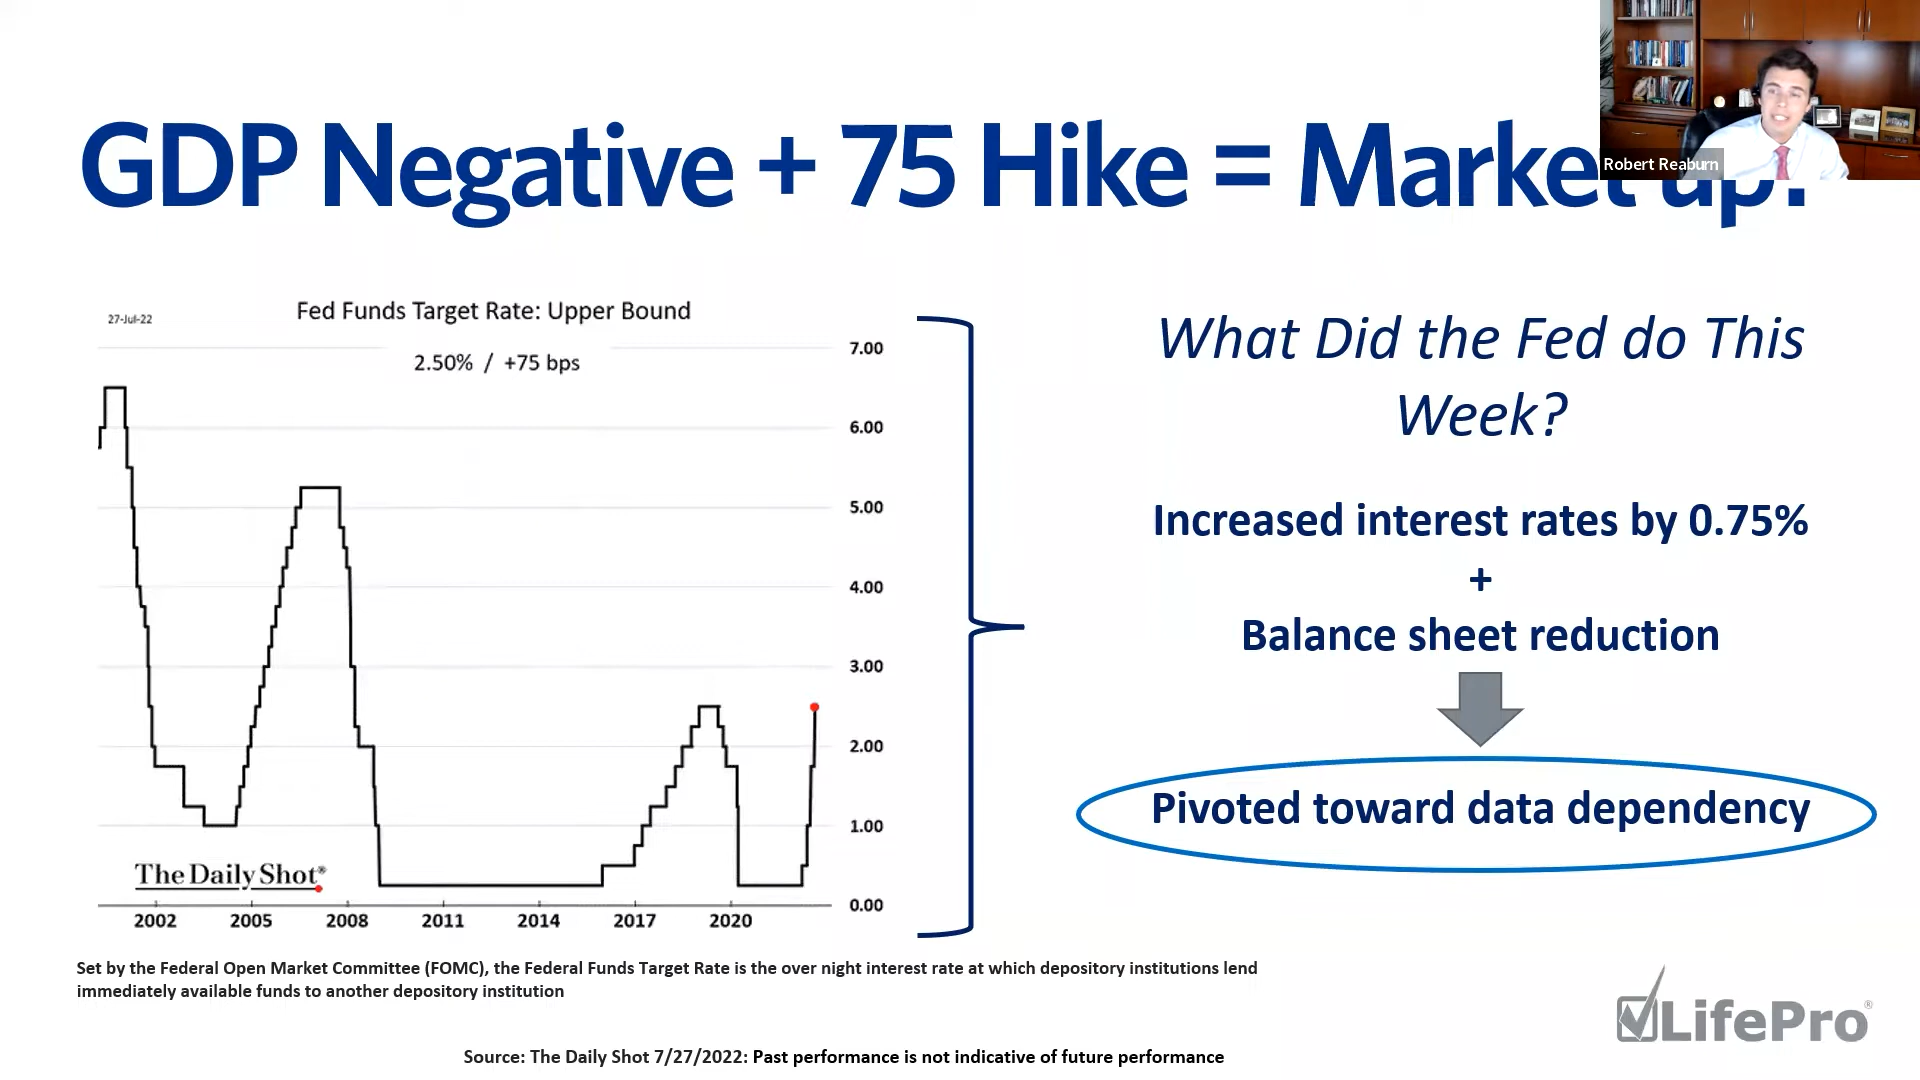 Robert Reaburn
GDP Negative + 75 Hike = Market up?
27-Jul-22
Fed Funds Target Rate: Upper Bound
2.50% / +75 bps
7.00
6.00
5.00
4.00
3.00
2.00
1.00
0.00
The Daily Shot®
2002 2005 2008 2011 2014 2017 2020
What Did the Fed do This
Week?
Increased interest rates by 0.75%
+
Balance sheet reduction
Pivoted toward data dependency
Set by the Federal Open Market Committee (FOMC), the Federal Funds Target Rate is the over night interest rate at which depository institutions lend
immediately available funds to another depository institution
LifePro®
Source: The Daily Shot 7/27/2022: Past performance is not indicative of future performance